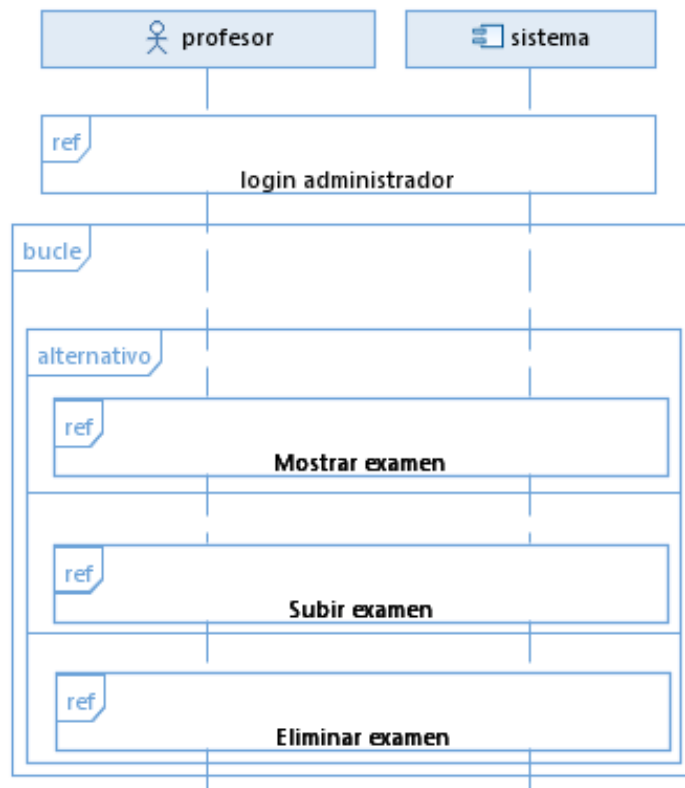 profesor
sistema
ref
login administrador
bucle
alternativo
ref
Mostrar examen
ref
Subir examen
ref
Eliminar examen